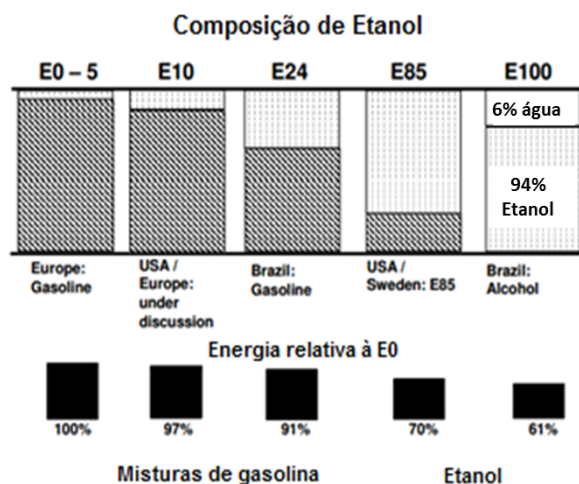 Composição de Etanol
E0 – 5 E10 E24 E85 E100
6% água
94%
Etanol
Europe:
Gasoline
USA /
Europe:
under
discussion
Brazil:
Gasoline
USA /
Sweden: E85
Brazil:
Alcohol
Energia relativa à E0
100% 97% 91% 70% 61%
Misturas de gasolina Etanol